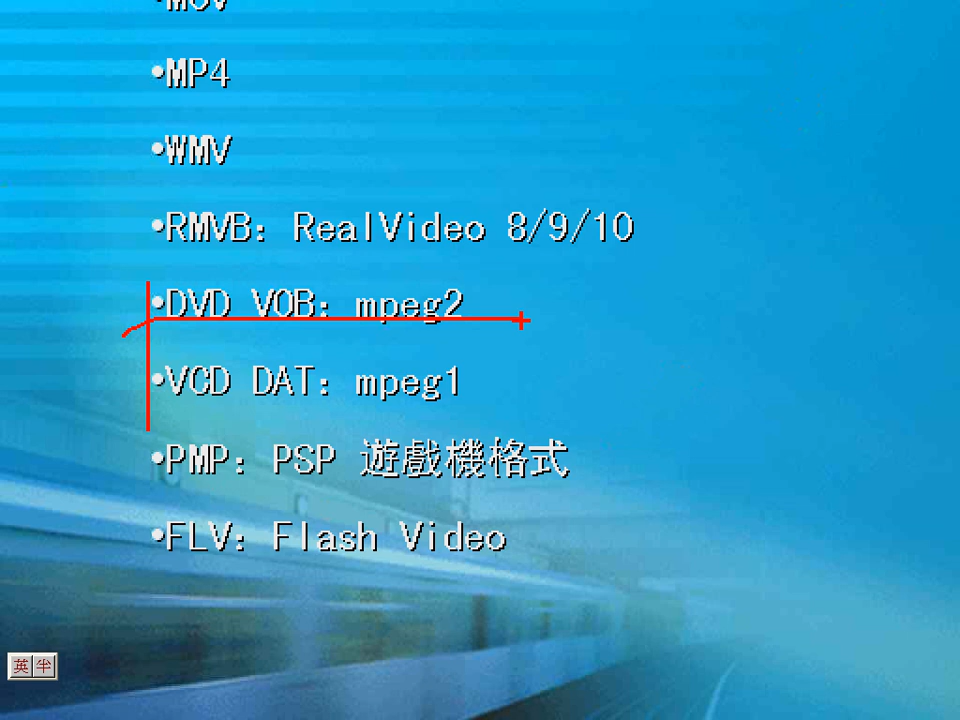 •MOV
•MP4
•WMV
•RMVB：RealVideo 8/9/10
•DVD VOB：mpeg2
•VCD DAT：mpeg1
•PMP：PSP 遊戲機格式
•FLV：Flash Video
英半